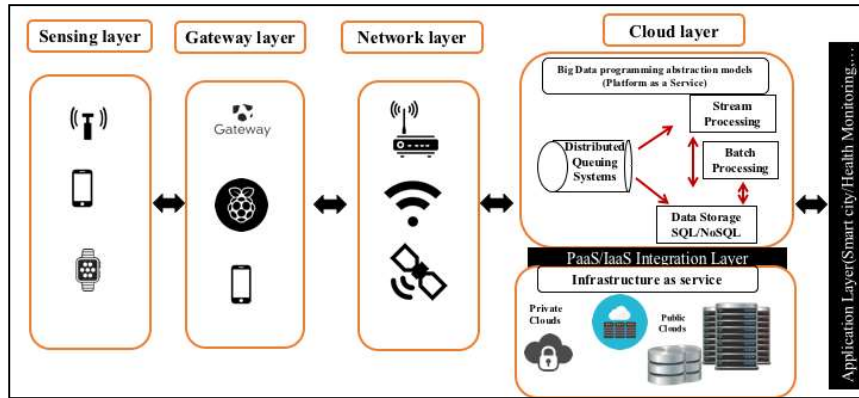 Sensing layer
Gateway layer
Network layer
Cloud layer
Gateway
Big Data programming abstraction models
(Platform as a Service)
Stream
Processing
Distributed
Queuing
Systems
Batch
Processing
Data Storage
SQL/NoSQL
PaaS/IaaS Integration Layer
Infrastructure as service
Private
Clouds
Public
Clouds
Application Layer(Smart city/Health Monitoring,…